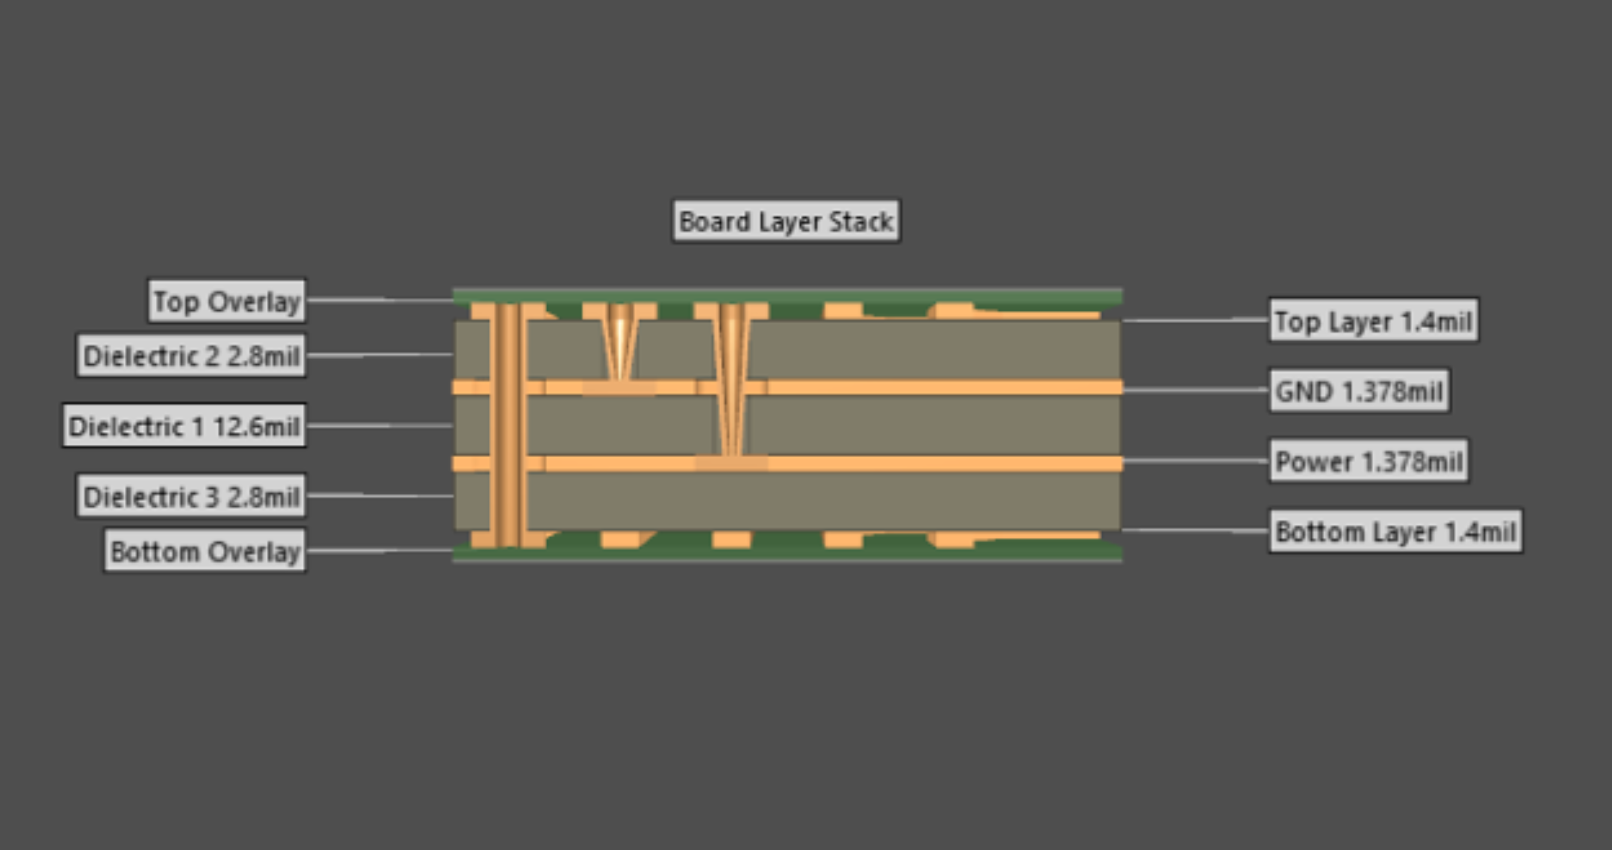 Board Layer Stack
Top Overlay
Dielectric 2 2.8mil
Dielectric 1 12.6mil
Dielectric 3 2.8mil
Bottom Overlay
Top Layer 1.4mil
GND 1.378mil
Power 1.378mil
Bottom Layer 1.4mil